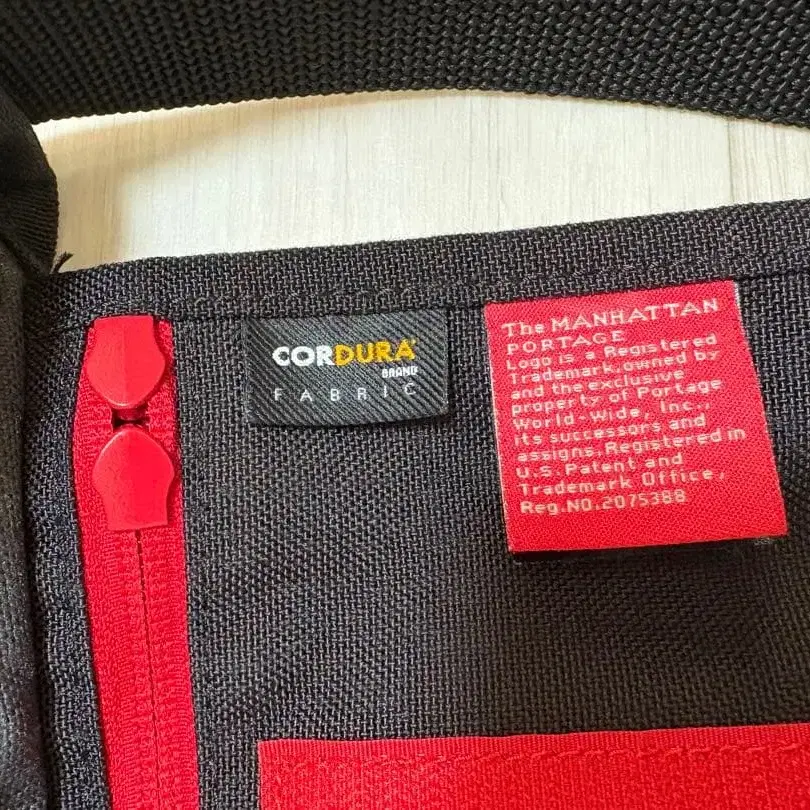 CORDURA®
BRAND
FABRIC
The MANHATTAN
PORTAGE
Logo is a Registered
Trademark,owned by
and the exclusive
property of Portage
World-Wide, Inc.,
its successors and
assigns.Registered in
U.S. Patent and
Trademark Office,
Reg.NO.2075388